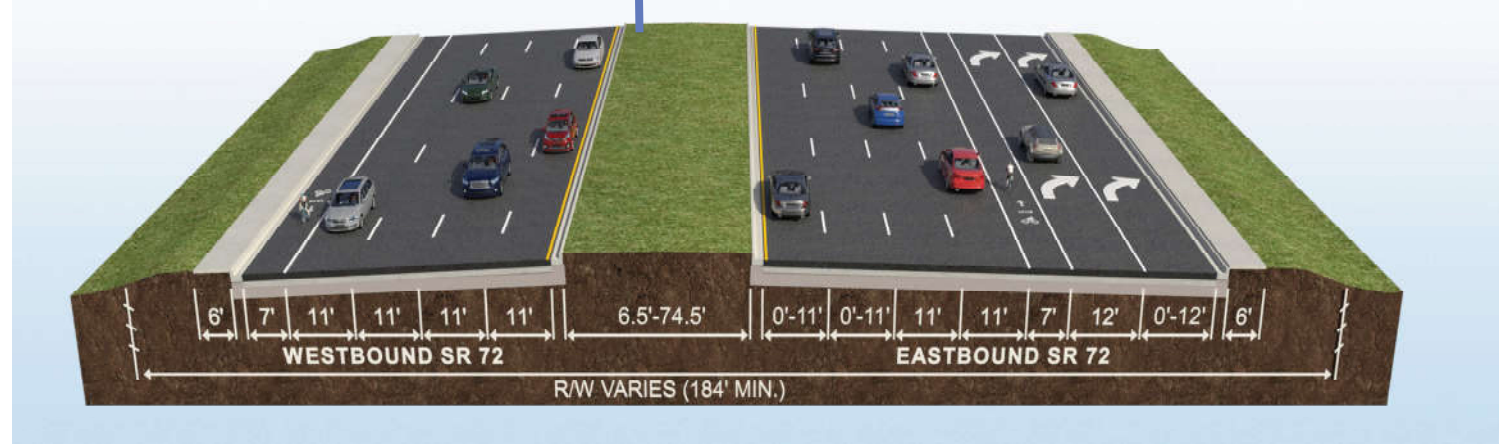 6' 7' 11' 11' 11' 11' 6.5'-74.5' 0'-11' 0'-11' 11' 11' 7' 12' 0'-12' 6'
WESTBOUND SR 72 EASTBOUND SR 72
R/W VARIES (184' MIN.)